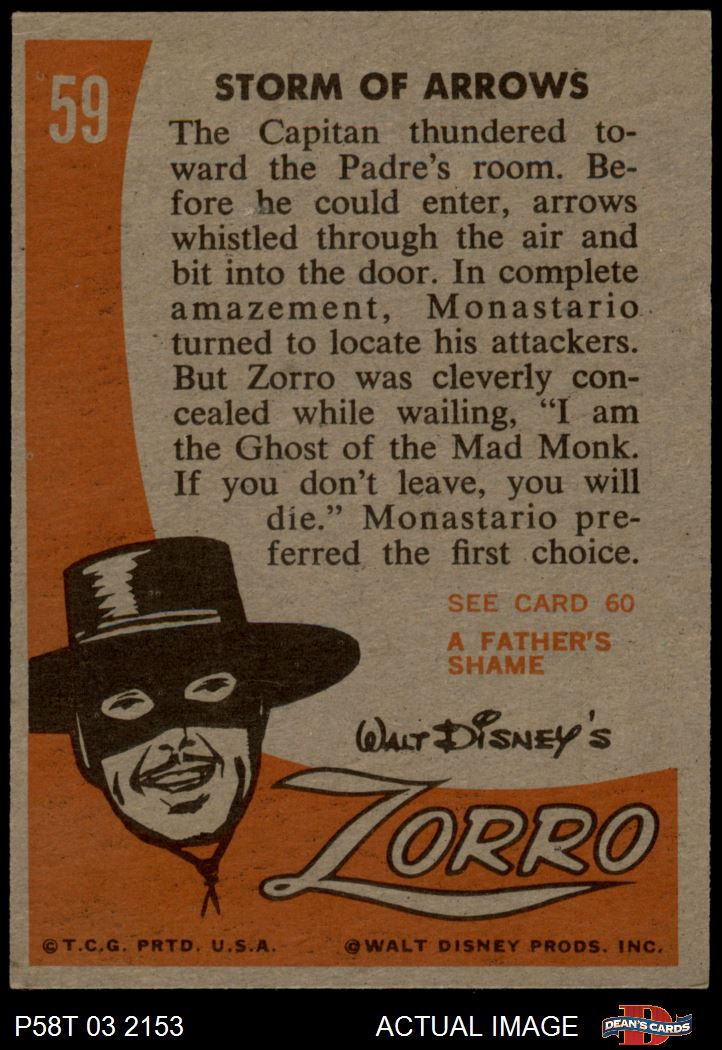 59
STORM OF ARROWS
The Capitan thundered to-
ward the Padre's room. Be-
fore he could enter, arrows
whistled through the air and
bit into the door. In complete
amazement, Monastario
turned to locate his attackers.
But Zorro was cleverly con-
cealed while wailing, “I am
the Ghost of the Mad Monk.
If you don't leave, you will
die.” Monastario pre-
ferred the first choice.
SEE CARD 60
A FATHER'S
SHAME
WALT DISNEY'S
ZORRO
©T.C.G. PRTD. U.S.A.
©WALT DISNEY PRODS. INC.
P58T 03 2153
ACTUAL IMAGE
D
DEAN'S CARDS